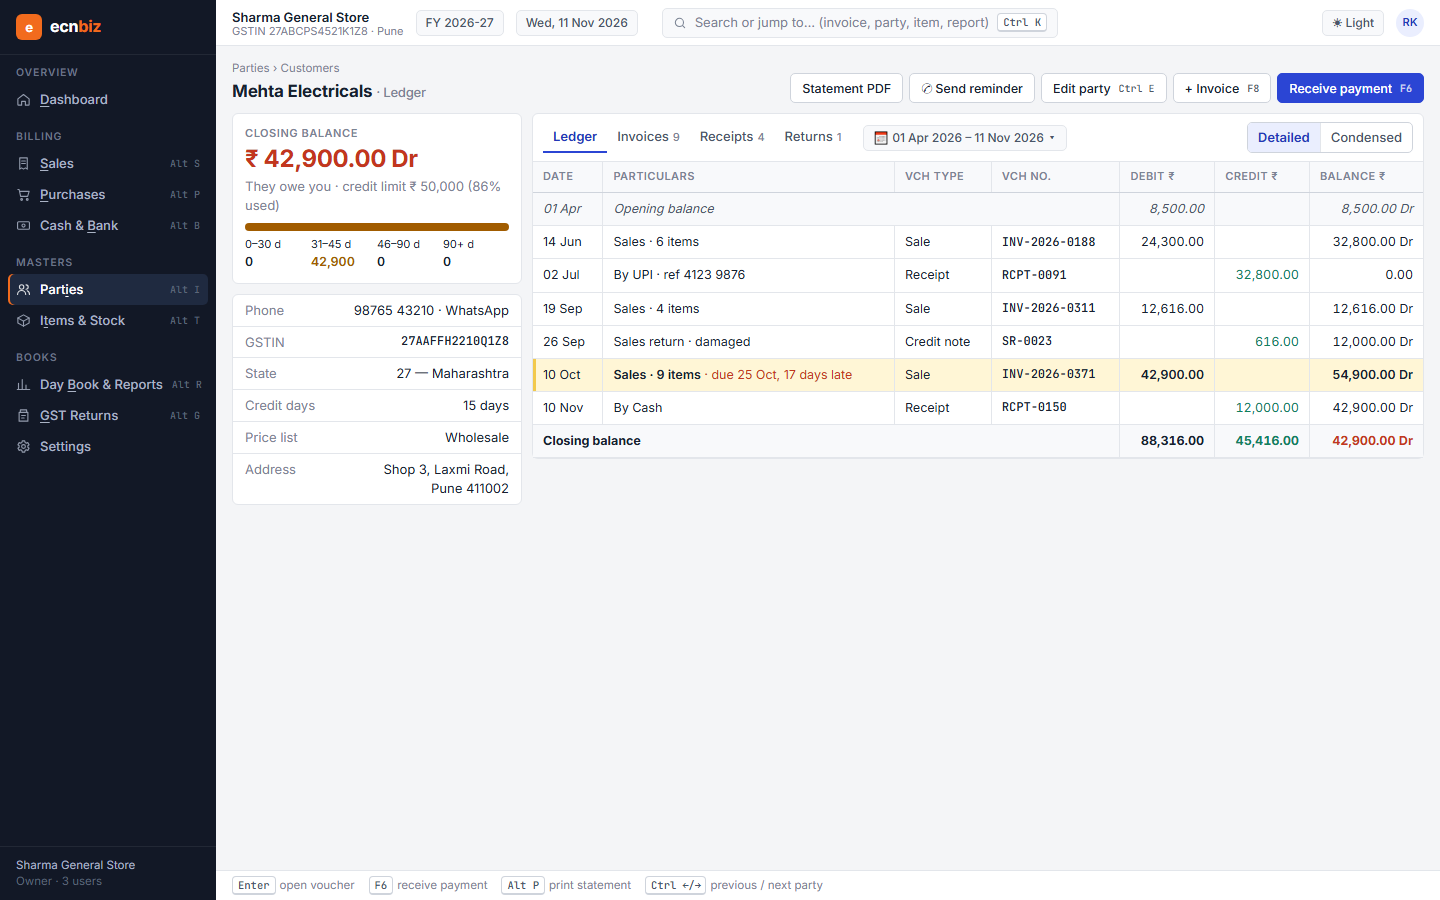 e ecnbiz
OVERVIEW
Dashboard
BILLING
Sales Alt S
Purchases Alt P
Cash & Bank Alt B
MASTERS
Parties Alt I
Items & Stock Alt T
BOOKS
Day Book & Reports Alt R
GST Returns Alt G
Settings
Sharma General Store
Owner · 3 users
Sharma General Store
GSTIN 27ABCPS4521K1Z8 · Pune
FY 2026-27
Wed, 11 Nov 2026
Search or jump to... (invoice, party, item, report) Ctrl K
☀ Light
RK
Parties › Customers
Mehta Electricals · Ledger
Statement PDF
Send reminder
Edit party Ctrl E
+ Invoice F8
Receive payment F6
CLOSING BALANCE
₹ 42,900.00 Dr
They owe you · credit limit ₹ 50,000 (86%
used)
0–30 d 31–45 d 46–90 d 90+ d
0 42,900 0 0
Phone 98765 43210 · WhatsApp
GSTIN 27AAFFH2210Q1Z8
State 27 — Maharashtra
Credit days 15 days
Price list Wholesale
Address Shop 3, Laxmi Road,
Pune 411002
Ledger Invoices 9 Receipts 4 Returns 1 01 Apr 2026 – 11 Nov 2026 Detailed Condensed
DATE PARTICULARS VCH TYPE VCH NO. DEBIT ₹ CREDIT ₹ BALANCE ₹
01 Apr Opening balance 8,500.00 8,500.00 Dr
14 Jun Sales · 6 items Sale INV-2026-0188 24,300.00 32,800.00 Dr
02 Jul By UPI · ref 4123 9876 Receipt RCPT-0091 32,800.00 0.00
19 Sep Sales · 4 items Sale INV-2026-0311 12,616.00 12,616.00 Dr
26 Sep Sales return · damaged Credit note SR-0023 616.00 12,000.00 Dr
10 Oct Sales · 9 items · due 25 Oct, 17 days late Sale INV-2026-0371 42,900.00 54,900.00 Dr
10 Nov By Cash Receipt RCPT-0150 12,000.00 42,900.00 Dr
Closing balance 88,316.00 45,416.00 42,900.00 Dr
Enter open voucher F6 receive payment Alt P print statement Ctrl ←/→ previous / next party